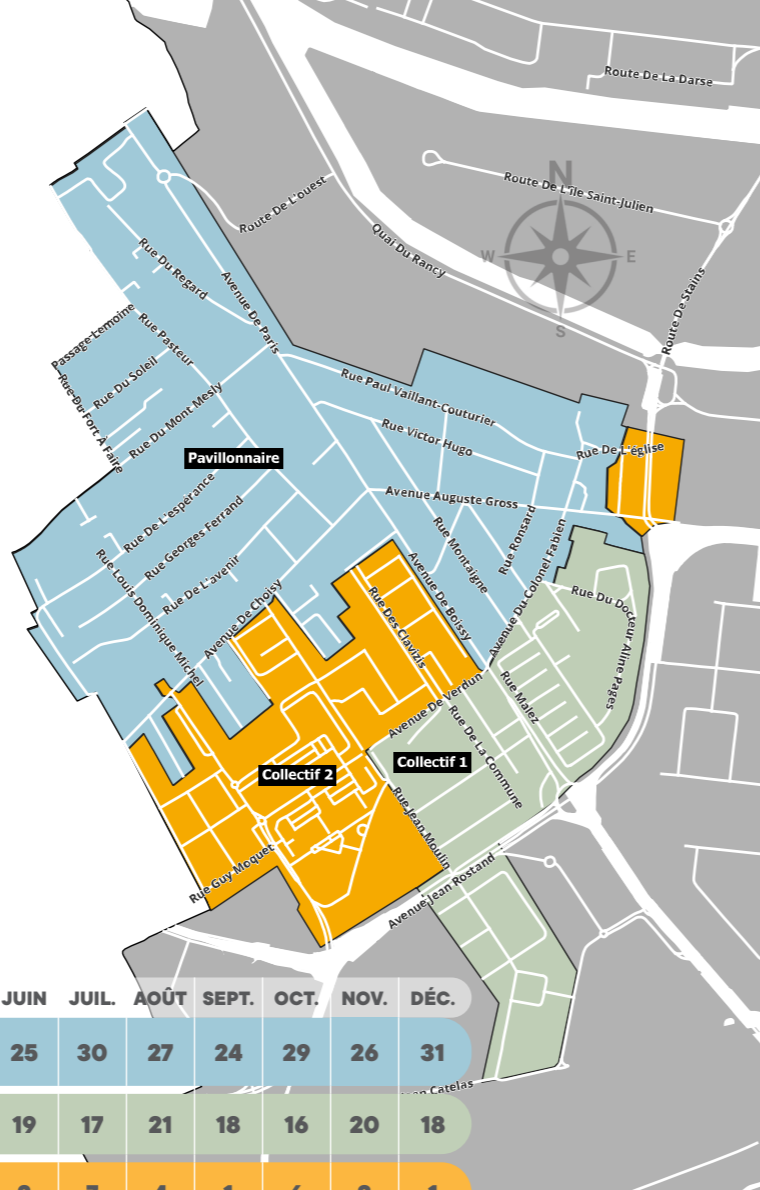 Route De La Darse
Route De L'île Saint-Julien
N
W
E
S
Route De L'ouest
Quai Du Rancy
Route De Stains
Rue Du Regard
Avenue De Paris
Passage Lemoine
Rue Pasteur
Rue Du Soleil
Rue Du Fort À Faire
Rue Du Mont Mesly
Rue Paul Vaillant-Couturier
Rue Victor Hugo
Rue De L'église
Pavillonnaire
Avenue Auguste Gross
Rue De L'espérance
Rue Georges Ferrand
Rue Montaigne
Rue Ronsard
Avenue Du Colonel Fabien
Rue De L'avenir
Rue Louis Dominique Michel
Avenue De Choisy
Rue Des Clavizis
Avenue De Boissy
Rue Du Docteur Aline Pages
Avenue De Verdun
Rue Malez
Rue De La Commune
Collectif 1
Collectif 2
Rue Jean Moulin
Rue Guy Moquet
Avenue Jean Rostand
JUIN JUIL. AOÛT SEPT. OCT. NOV. DÉC.
25 30 27 24 29 26 31
Catelas
19 17 21 18 16 20 18